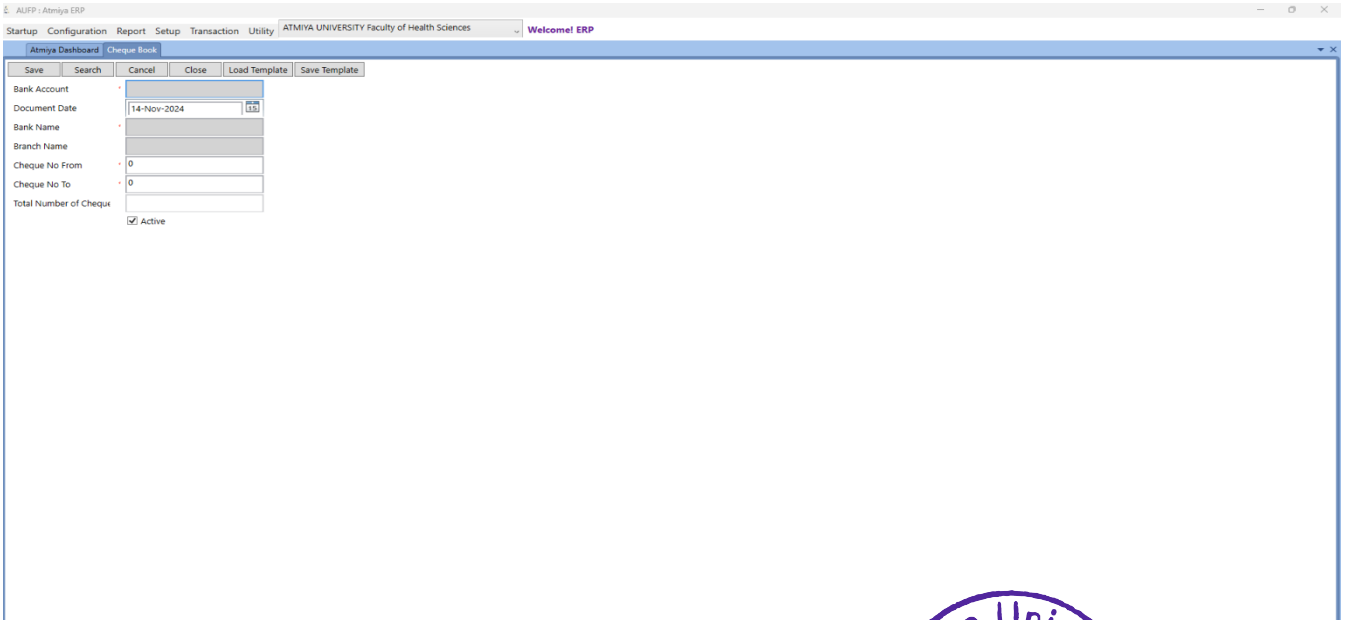 AUFP : Atmiya ERP
Startup Configuration Report Setup Transaction Utility ATMIYA UNIVERSITY Faculty of Health Sciences Welcome! ERP
Atmiya Dashboard Cheque Book
Save Search Cancel Close Load Template Save Template
Bank Account *
Document Date 14-Nov-2024 15
Bank Name *
Branch Name
Cheque No From * 0
Cheque No To * 0
Total Number of Cheque
Active
Uni